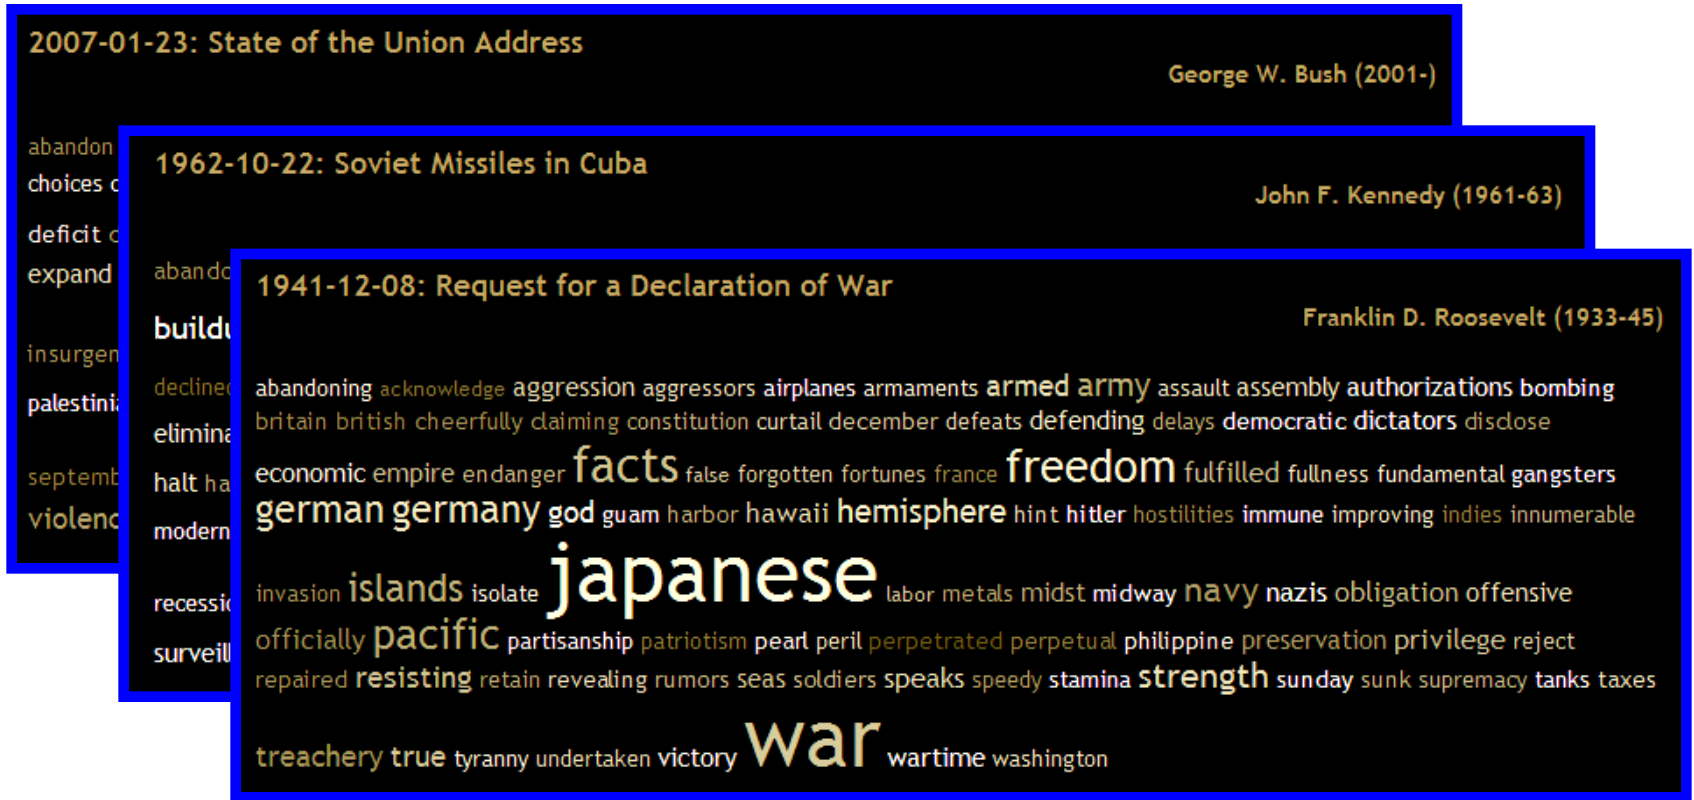 2007-01-23: State of the Union Address
George W. Bush (2001-)
abandon
choices
deficit
expand
palestini
1962-10-22: Soviet Missiles in Cuba
John F. Kennedy (1961-63)
abando
build
declined
elimina
halt ha
modern
recessi
surveill
insurgen
septemb
violenc
1941-12-08: Request for a Declaration of War
Franklin D. Roosevelt (1933-45)
abandoning acknowledge aggression aggressors airplanes armaments armed army assault assembly authorizations bombing
britain british cheerfully claiming constitution curtail december defeats defending delays democratic dictators disclose
economic empire endanger facts false forgotten fortunes france freedom fulfilled fullness fundamental gangsters
german germany god guam harbor hawaii hemisphere hint hitler hostilities immune improving indies innumerable
invasion islands isolate japanese labor metals midst midway navy nazis obligation offensive
officially pacific partisanship patriotism pearl peril perpetrated perpetual philippine preservation privilege reject
repaired resisting retain revealing rumors seas soldiers speaks speedy stamina strength sunday sunk supremacy tanks taxes
treachery true tyranny undertaken victory war wartime washington